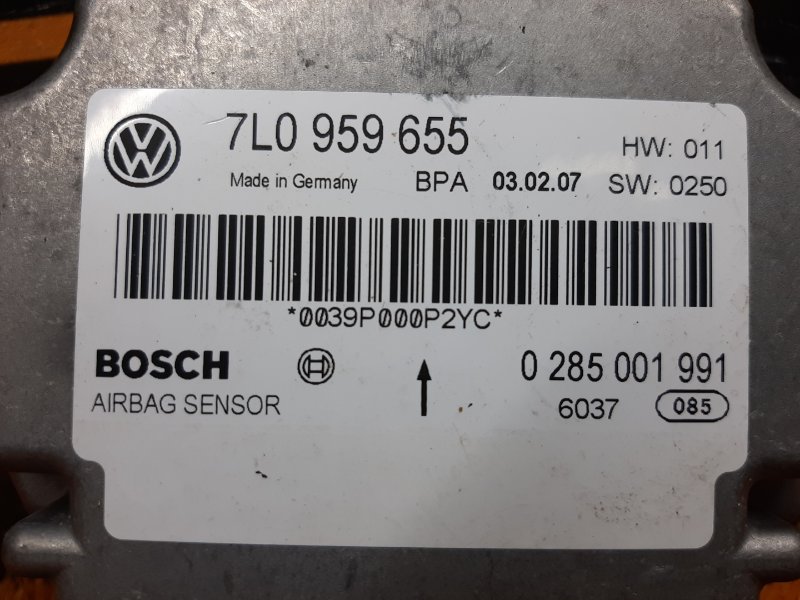 7L0 959 655 HW: 011
Made in Germany BPA 03.02.07 SW: 0250
*0039P000P2YC*
BOSCH 0 285 001 991
AIRBAG SENSOR 6037 085